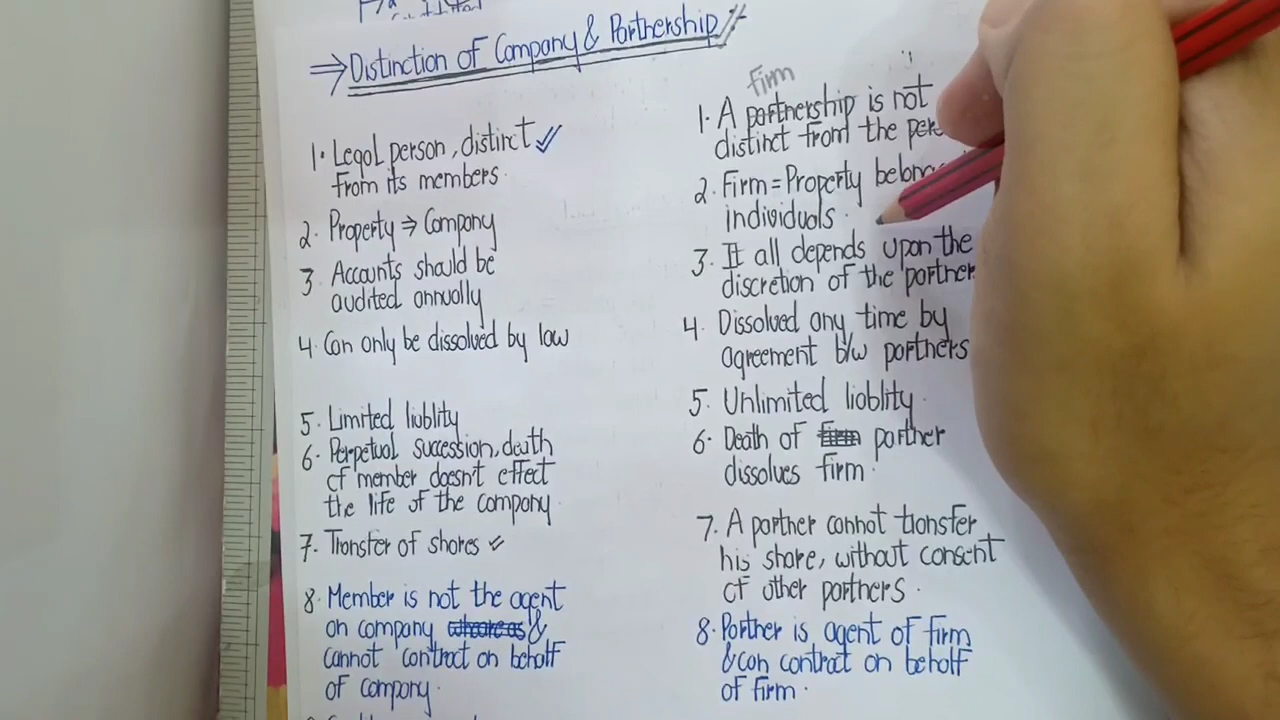 ⇒ Distinction of Company & Partnership
1. Legal person, distinct ✓
from its members.
2. Property ⇒ Company
3. Accounts should be
audited annually
4. Can only be dissolved by law
5. Limited liablity
6. Perpetual succession, death
of member doesn't effect
the life of the company.
7. Transfer of shares ✓
8. Member is not the agent
on company &
cannot contract on behalf
of company.
firm
1. A partnership is not
distinct from the
2. Firm = Property
individuals.
3. It all depends upon the
discretion of the partner
4. Dissolved any time by
agreement b/w partners
5. Unlimited lioblity.
6. Death of firm partner
dissolves firm.
7. A partner cannot transfer
his share, without consent
of other partners.
8. Partner is agent of firm
& can contract on behalf
of firm.